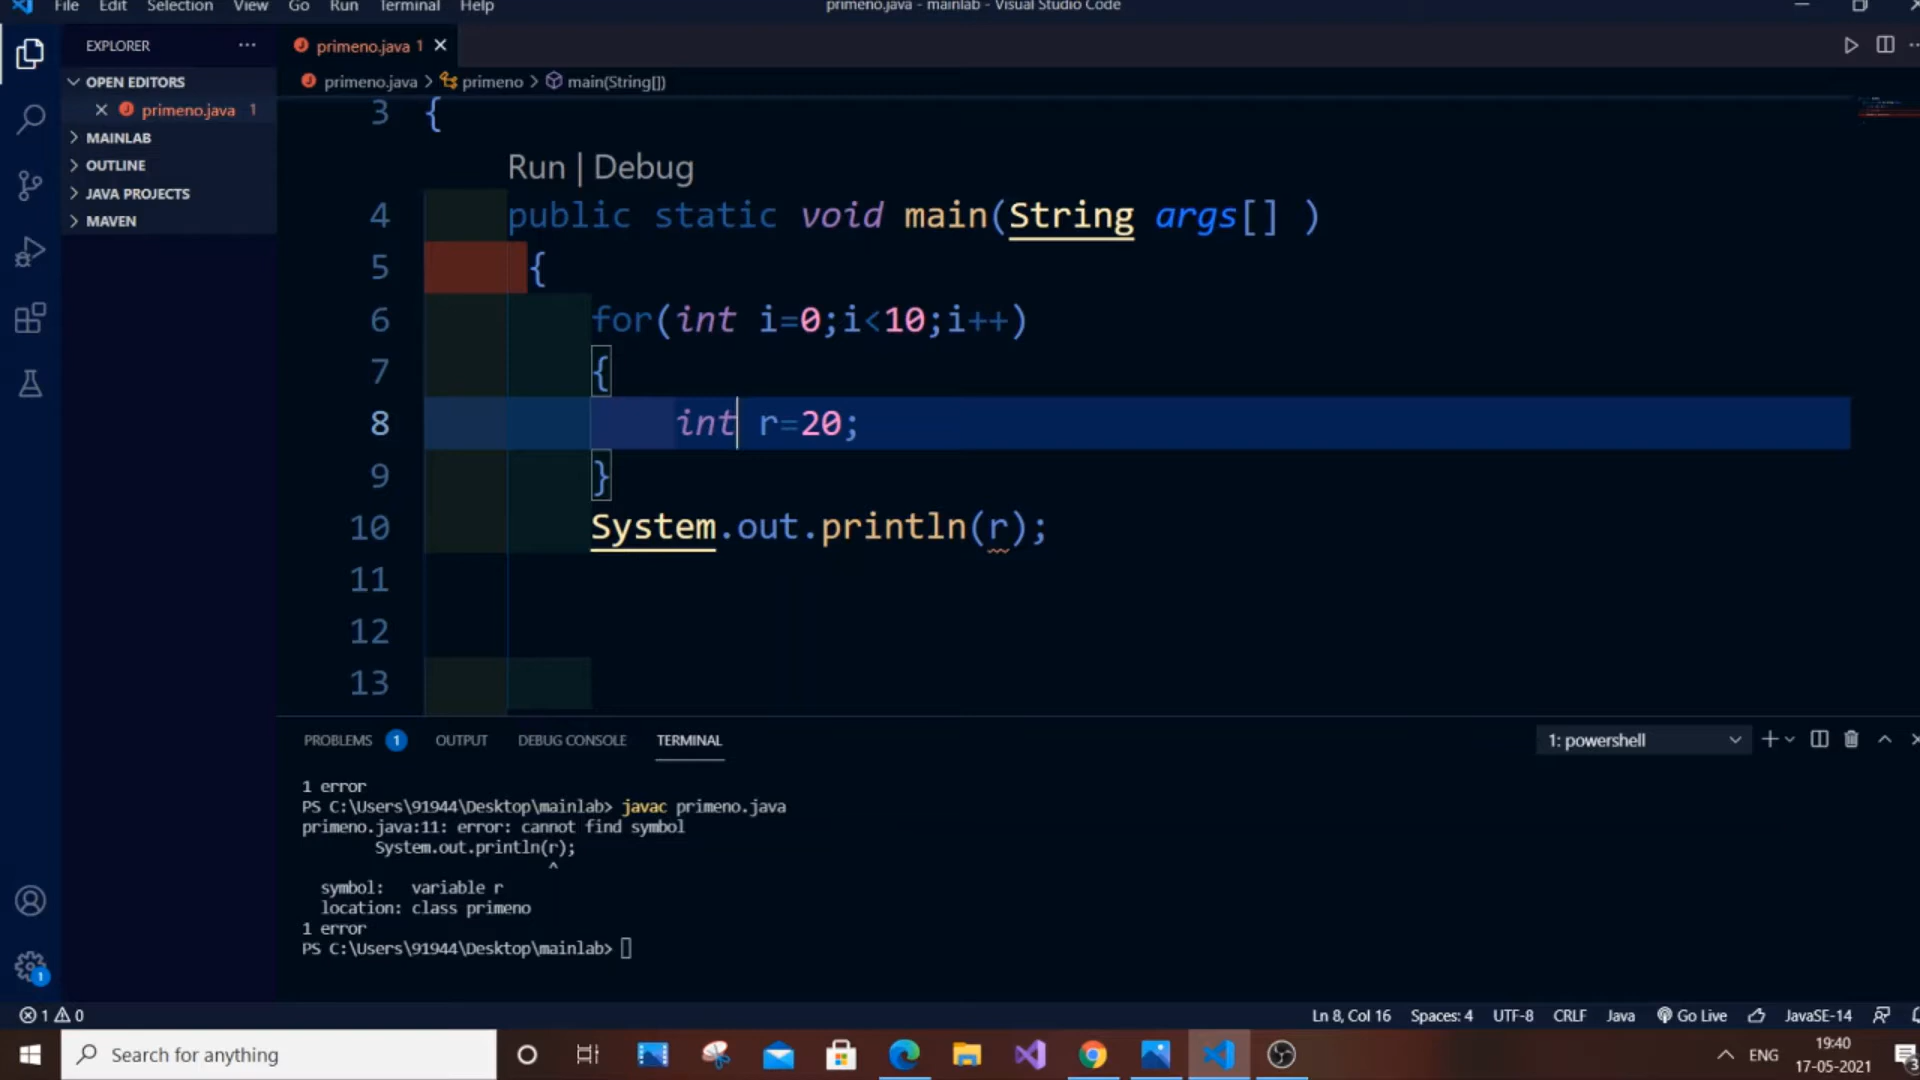 File Edit Selection View Go Run Terminal Help
primeno.java - mainlab - Visual Studio Code
EXPLORER ...
primeno.java 1
OPEN EDITORS
primeno.java > primeno > main(String[])
primeno.java 1
MAINLAB
OUTLINE
JAVA PROJECTS
MAVEN
3 {
Run | Debug
4 public static void main(String args[] )
5 {
6 for(int i=0;i<10;i++)
7 {
8 int r=20;
9 }
10 System.out.println(r);
11
12
13
PROBLEMS 1 OUTPUT DEBUG CONSOLE TERMINAL
1: powershell
1 error
PS C:\Users\91944\Desktop\mainlab> javac primeno.java
primeno.java:11: error: cannot find symbol
System.out.println(r);
^
symbol: variable r
location: class primeno
1 error
PS C:\Users\91944\Desktop\mainlab>
1
1 0
Ln 8, Col 16 Spaces: 4 UTF-8 CRLF Java Go Live JavaSE-14
Search for anything
ENG
19:40
17-05-2021
3